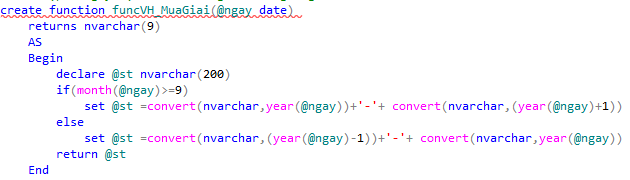 create function funcVH_MuaGiai(@ngay date)
returns nvarchar(9)
AS
Begin
declare @st nvarchar(200)
if(month(@ngay)>=9)
set @st =convert(nvarchar,year(@ngay))+'-'+ convert(nvarchar,(year(@ngay)+1))
else
set @st =convert(nvarchar,(year(@ngay)-1))+'-'+ convert(nvarchar,year(@ngay))
return @st
End